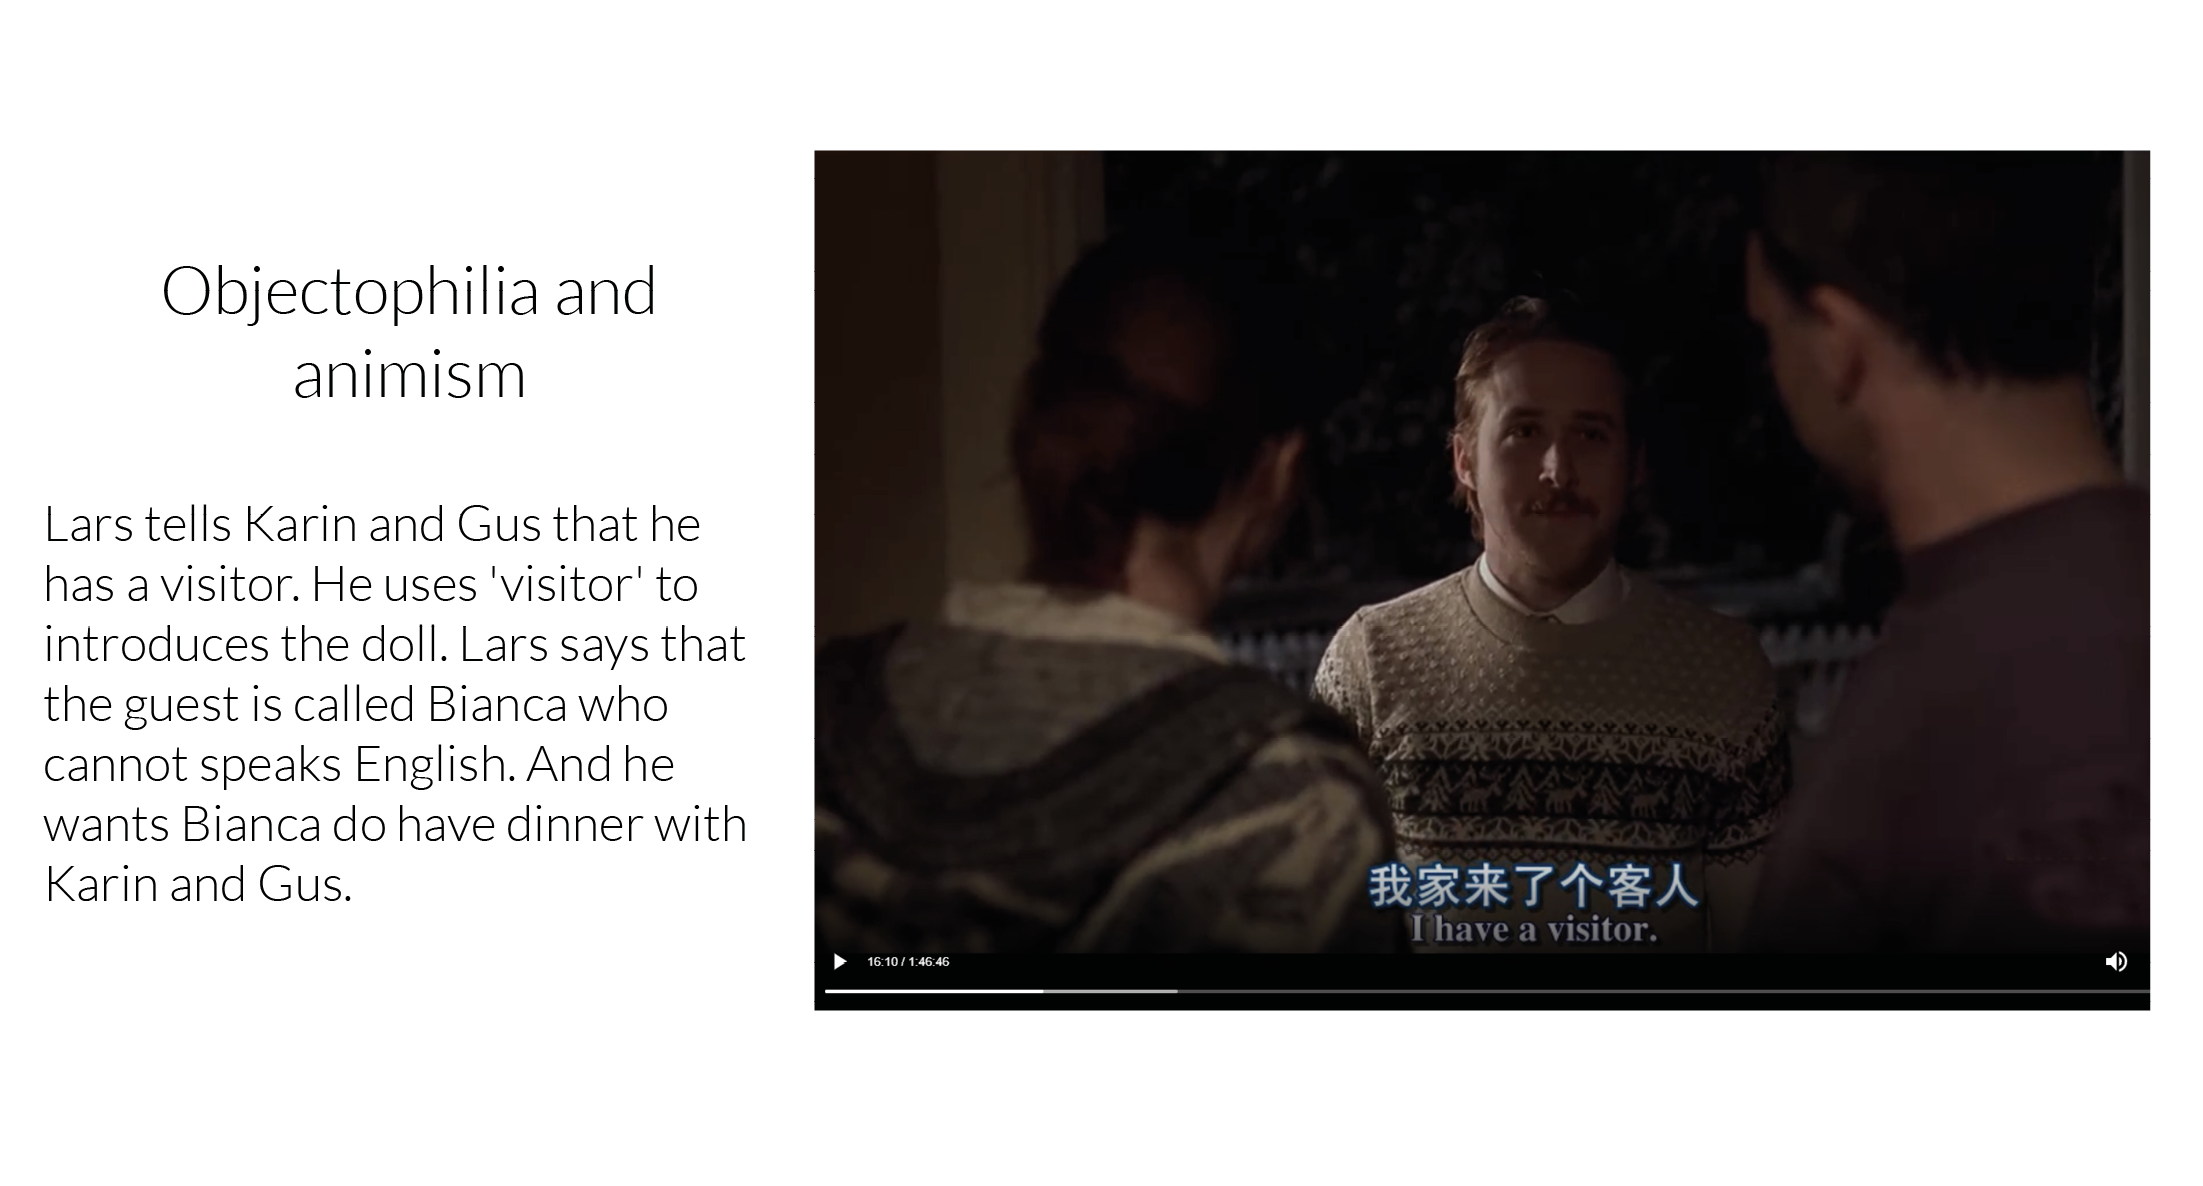 Objectophilia and
animism
Lars tells Karin and Gus that he
has a visitor. He uses 'visitor' to
introduces the doll. Lars says that
the guest is called Bianca who
cannot speaks English. And he
wants Bianca do have dinner with
Karin and Gus.
我家来了个客人
I have a visitor.
16:10 / 1:46:46